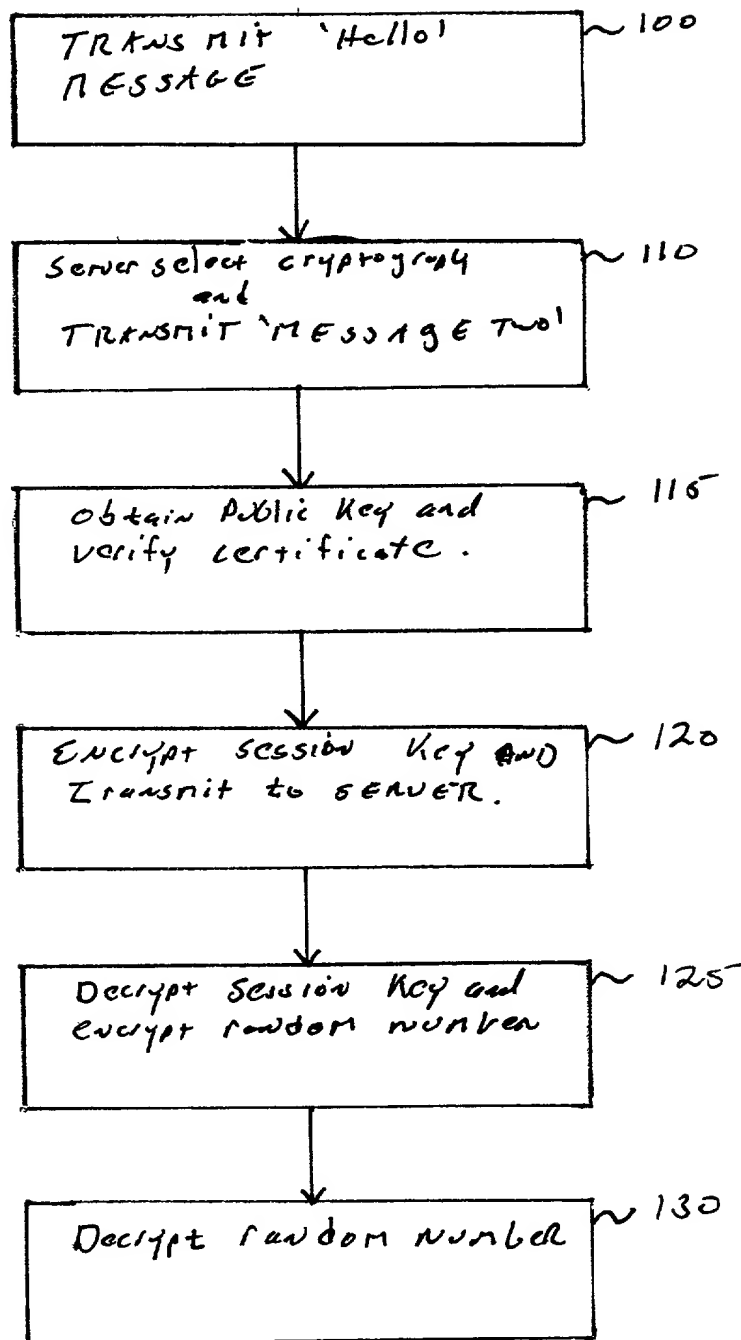 TRANSMIT 'Hello'
MESSAGE
100
Server select cryptography
and
TRANSMIT 'MESSAGE TWO'
110
Obtain Public Key and
verify certificate.
115
ENCrypt SESSION Key AND
Transmit to SERVER.
120
Decrypt Session Key and
encrypt random number
125
Decrypt random NUMBER
130